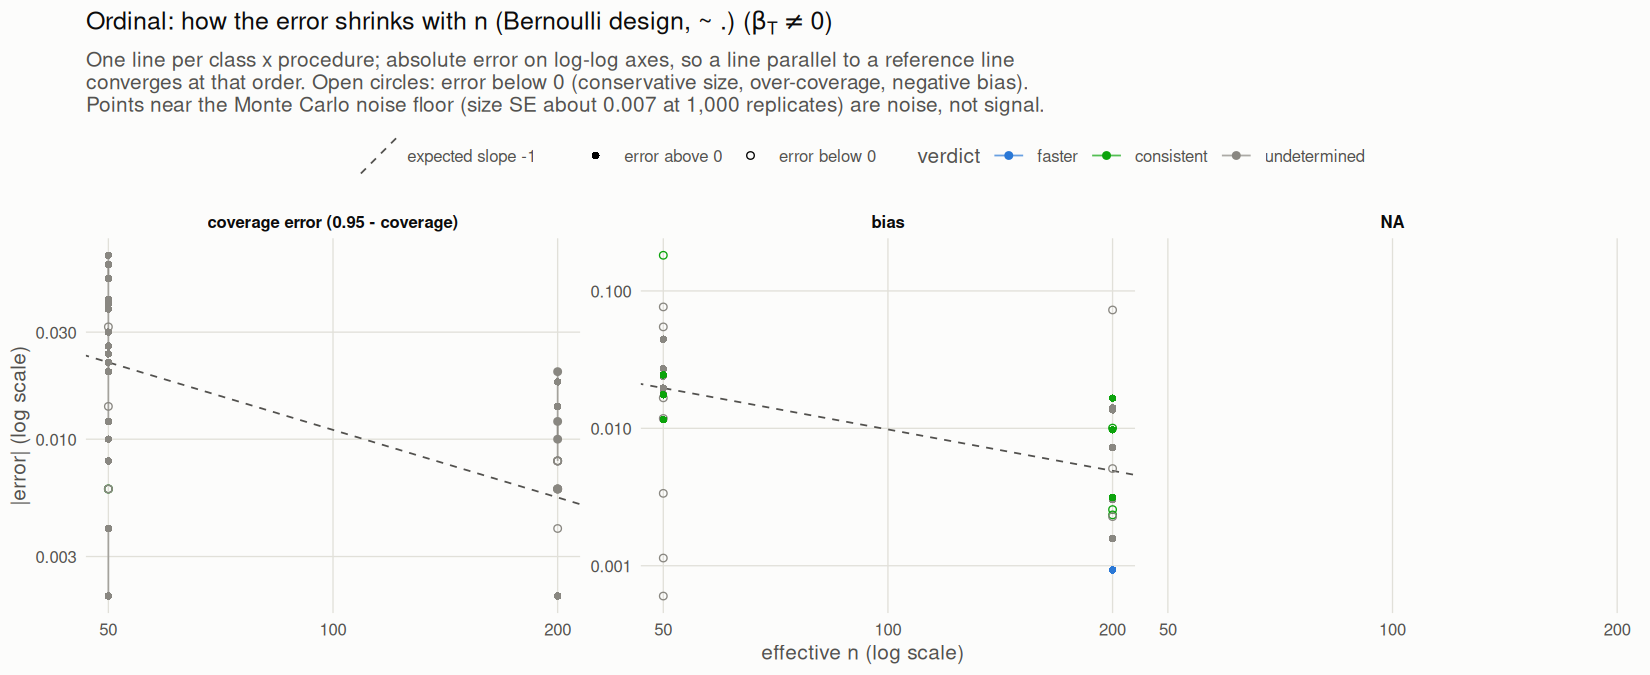 Ordinal: how the error shrinks with n (Bernoulli design, ~ .) (βT ≠ 0)
One line per class x procedure; absolute error on log-log axes, so a line parallel to a reference line
converges at that order. Open circles: error below 0 (conservative size, over-coverage, negative bias).
Points near the Monte Carlo noise floor (size SE about 0.007 at 1,000 replicates) are noise, not signal.
expected slope -1 error above 0 error below 0 verdict faster consistent undetermined
coverage error (0.95 - coverage)
bias
NA
|error| (log scale)
0.030
0.010
0.003
50 100 200
0.100
0.010
0.001
50 100 200
50 100 200
effective n (log scale)